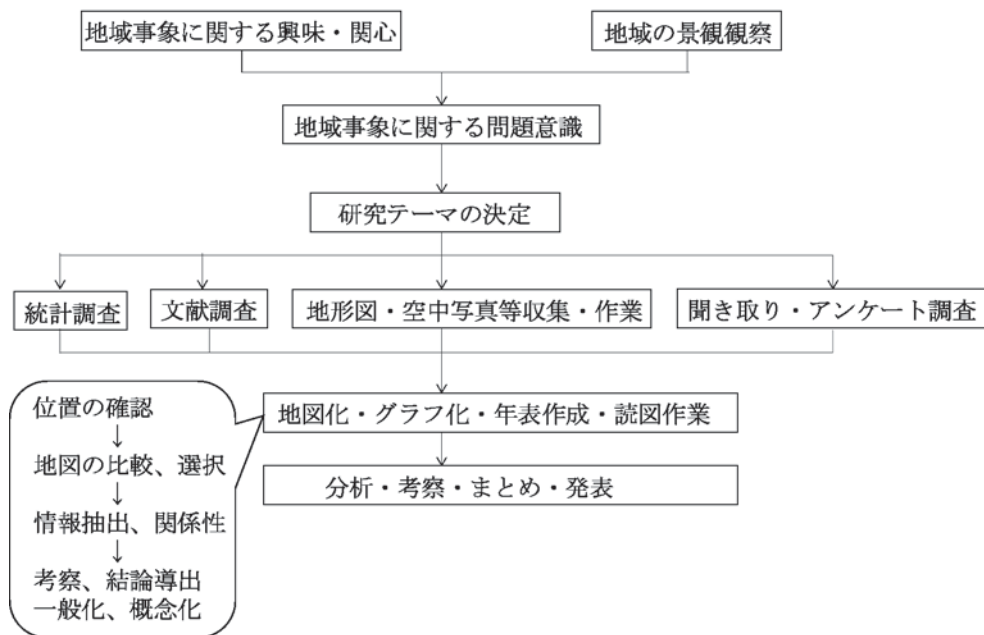 地域事象に関する興味・関心
地域の景観観察
地域事象に関する問題意識
研究テーマの決定
統計調査
文献調査
地形図・空中写真等収集・作業
聞き取り・アンケート調査
地図化・グラフ化・年表作成・読図作業
分析・考察・まとめ・発表
位置の確認
地図の比較、選択
情報抽出、関係性
考察、結論導出
一般化、概念化